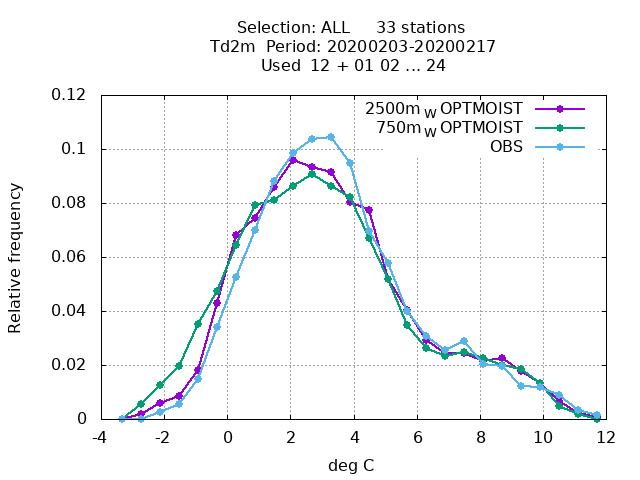 Selection: ALL 33 stations
Td2m Period: 20200203-20200217
Used 12 + 01 02 ... 24
2500m W OPTMOIST
750m W OPTMOIST
OBS
Relative frequency
0.12
0.1
0.08
0.06
0.04
0.02
0
-4 -2 0 2 4 6 8 10 12
deg C